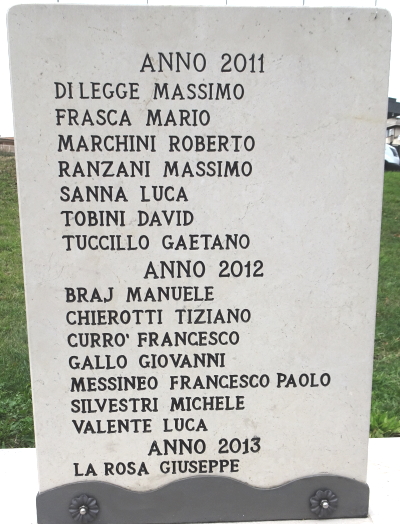 ANNO 2011
DI LEGGE MASSIMO
FRASCA MARIO
MARCHINI ROBERTO
RANZANI MASSIMO
SANNA LUCA
TOBINI DAVID
TUCCILLO GAETANO
ANNO 2012
BRAJ MANUELE
CHIEROTTI TIZIANO
CURRO' FRANCESCO
GALLO GIOVANNI
MESSINEO FRANCESCO PAOLO
SILVESTRI MICHELE
VALENTE LUCA
ANNO 2013
LA ROSA GIUSEPPE